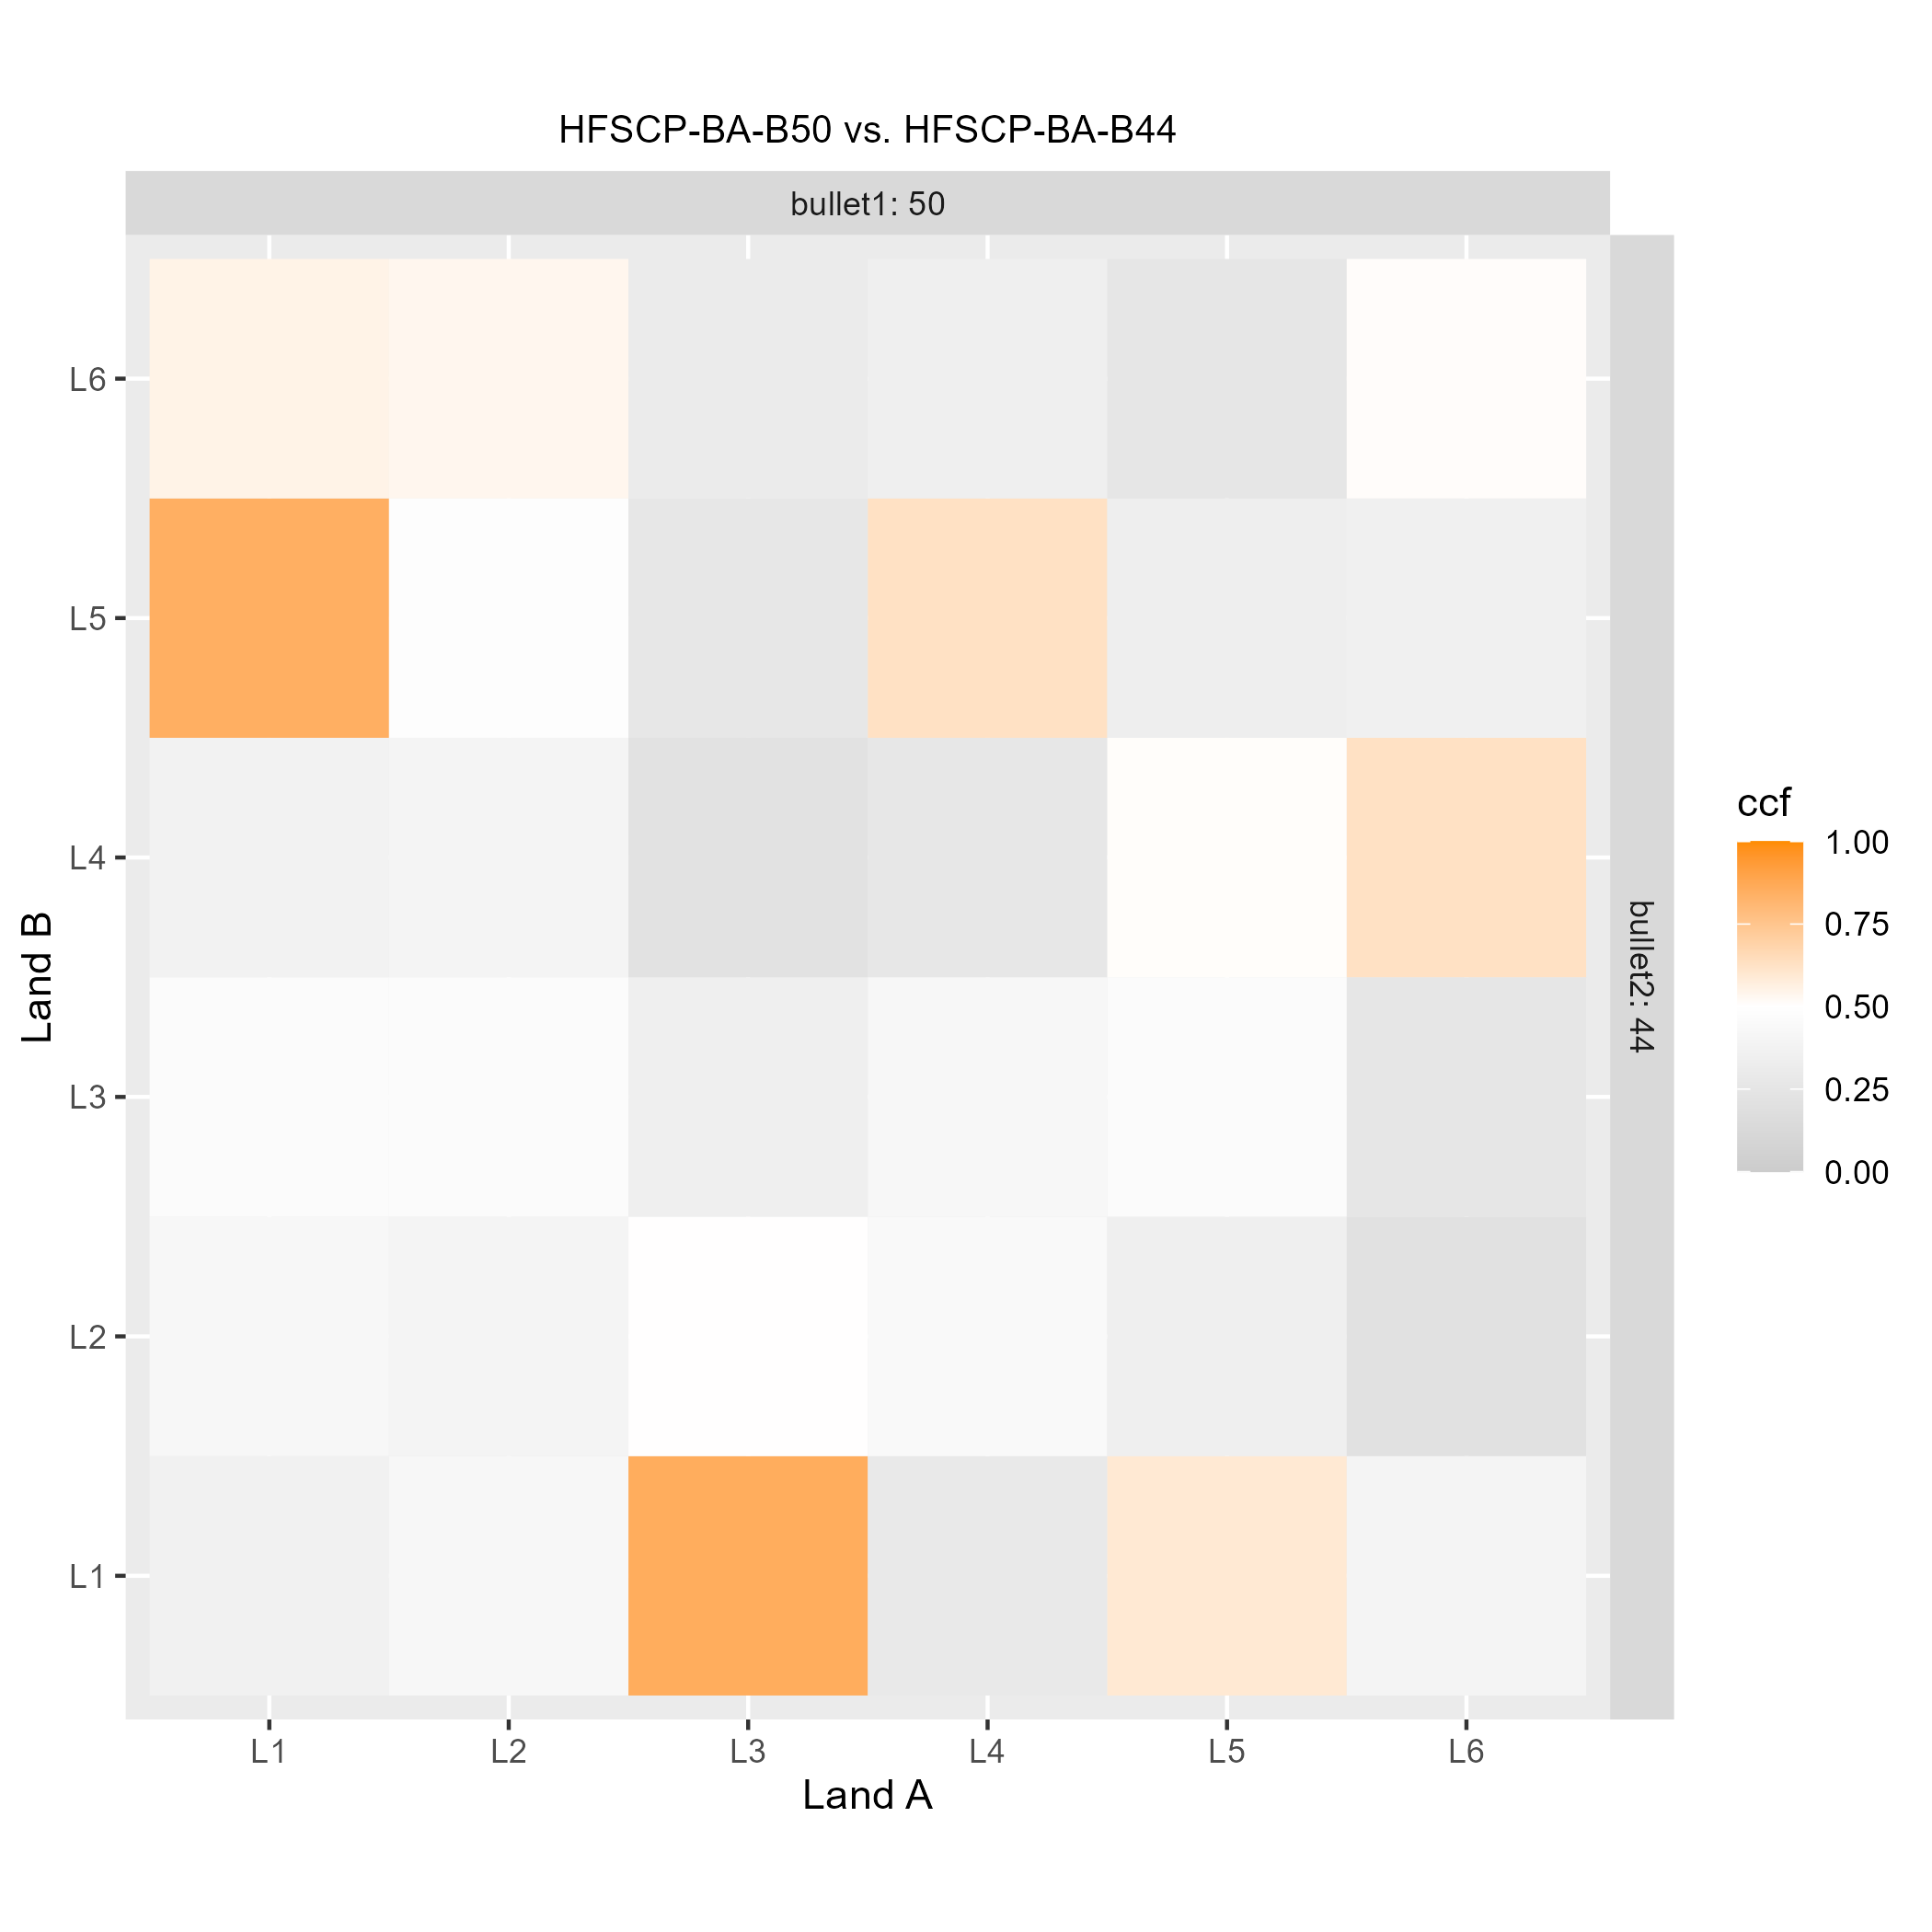 HFSCP-BA-B50 vs. HFSCP-BA-B44
bullet1: 50
L6
L5
L4
L3
L2
L1
Land B
bullet2: 44
ccf
1.00
0.75
0.50
0.25
0.00
L1 L2 L3 L4 L5 L6
Land A